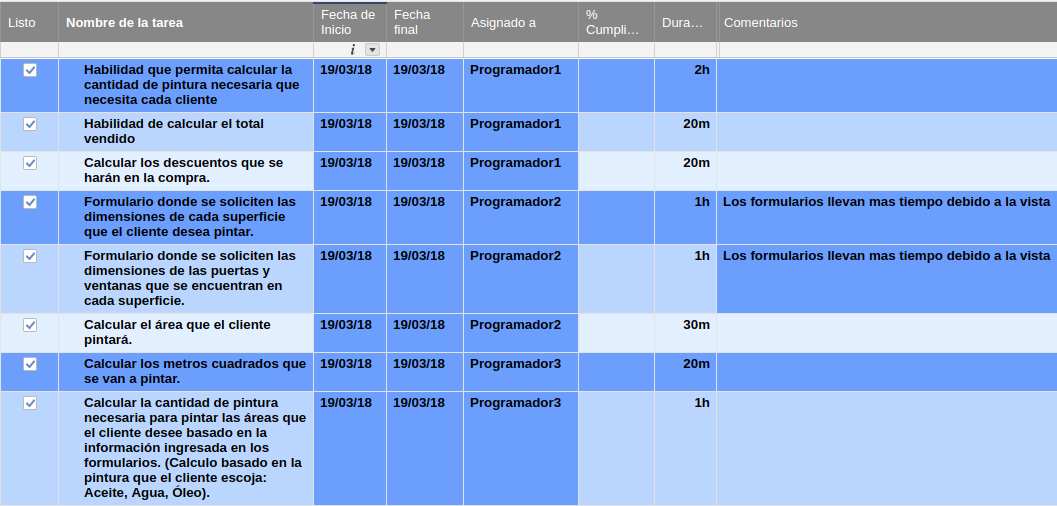 Listo
Nombre de la tarea
Fecha de
Inicio
Fecha
final
Asignado a
%
Cumpli…
Dura…
Comentarios
i
Habilidad que permita calcular la
cantidad de pintura necesaria que
necesita cada cliente
19/03/18
19/03/18
Programador1
2h
Habilidad de calcular el total
vendido
19/03/18
19/03/18
Programador1
20m
Calcular los descuentos que se
harán en la compra.
19/03/18
19/03/18
Programador1
20m
Formulario donde se soliciten las
dimensiones de cada superficie
que el cliente desea pintar.
19/03/18
19/03/18
Programador2
1h
Los formularios llevan mas tiempo debido a la vista
Formulario donde se soliciten las
dimensiones de las puertas y
ventanas que se encuentran en
cada superficie.
19/03/18
19/03/18
Programador2
1h
Los formularios llevan mas tiempo debido a la vista
Calcular el área que el cliente
pintará.
19/03/18
19/03/18
Programador2
30m
Calcular los metros cuadrados que
se van a pintar.
19/03/18
19/03/18
Programador3
20m
Calcular la cantidad de pintura
necesaria para pintar las áreas que
el cliente desee basado en la
información ingresada en los
formularios. (Calculo basado en la
pintura que el cliente escoja:
Aceite, Agua, Óleo).
19/03/18
19/03/18
Programador3
1h